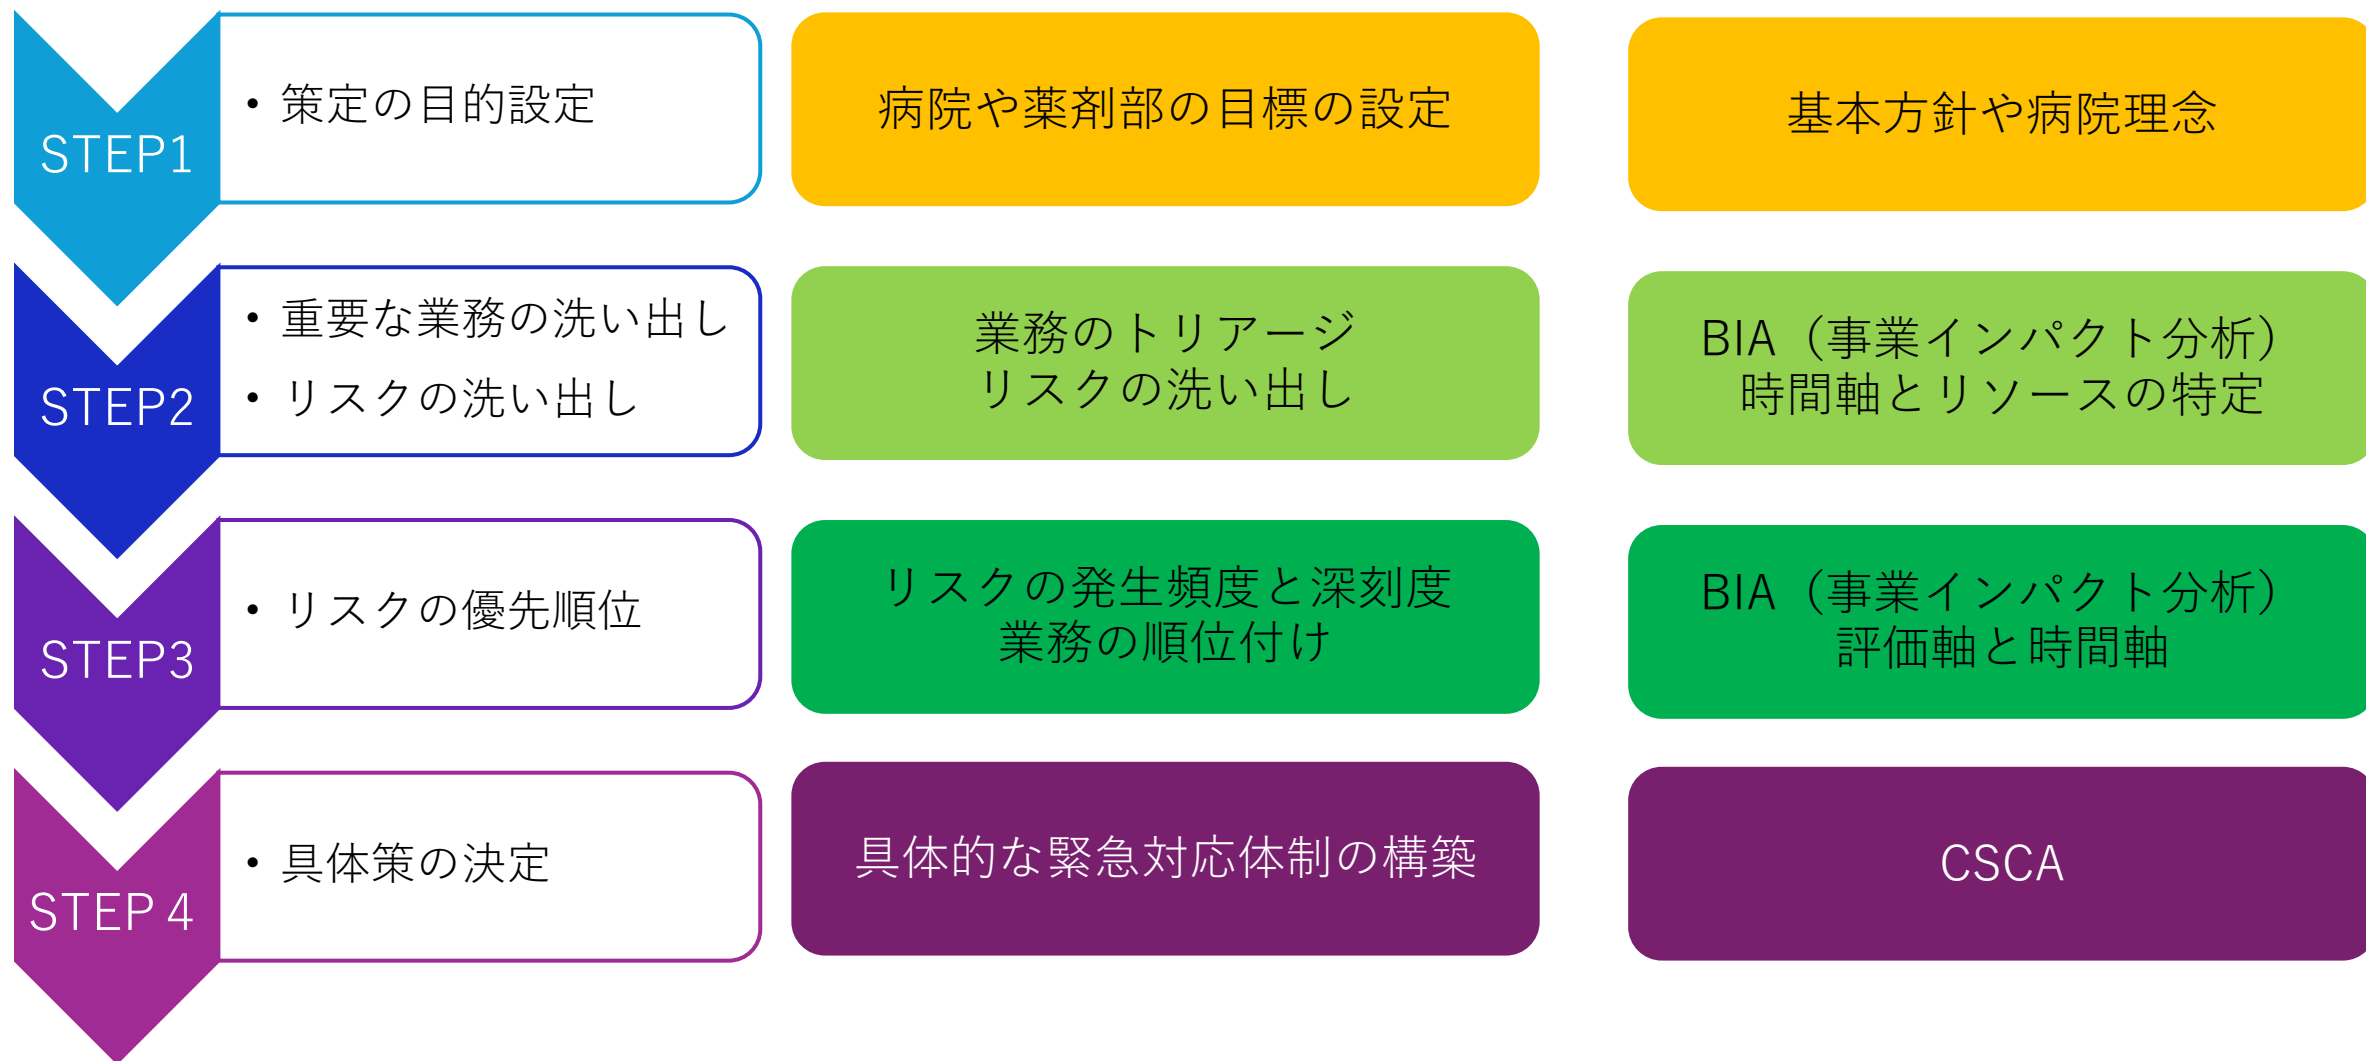 STEP1
• 策定の目的設定
病院や薬剤部の目標の設定
基本方針や病院理念
STEP2
• 重要な業務の洗い出し
• リスクの洗い出し
業務のトリアージ
リスクの洗い出し
BIA（事業インパクト分析）
時間軸とリソースの特定
STEP3
• リスクの優先順位
リスクの発生頻度と深刻度
業務の順位付け
BIA（事業インパクト分析）
評価軸と時間軸
STEP４
• 具体策の決定
具体的な緊急対応体制の構築
CSCA